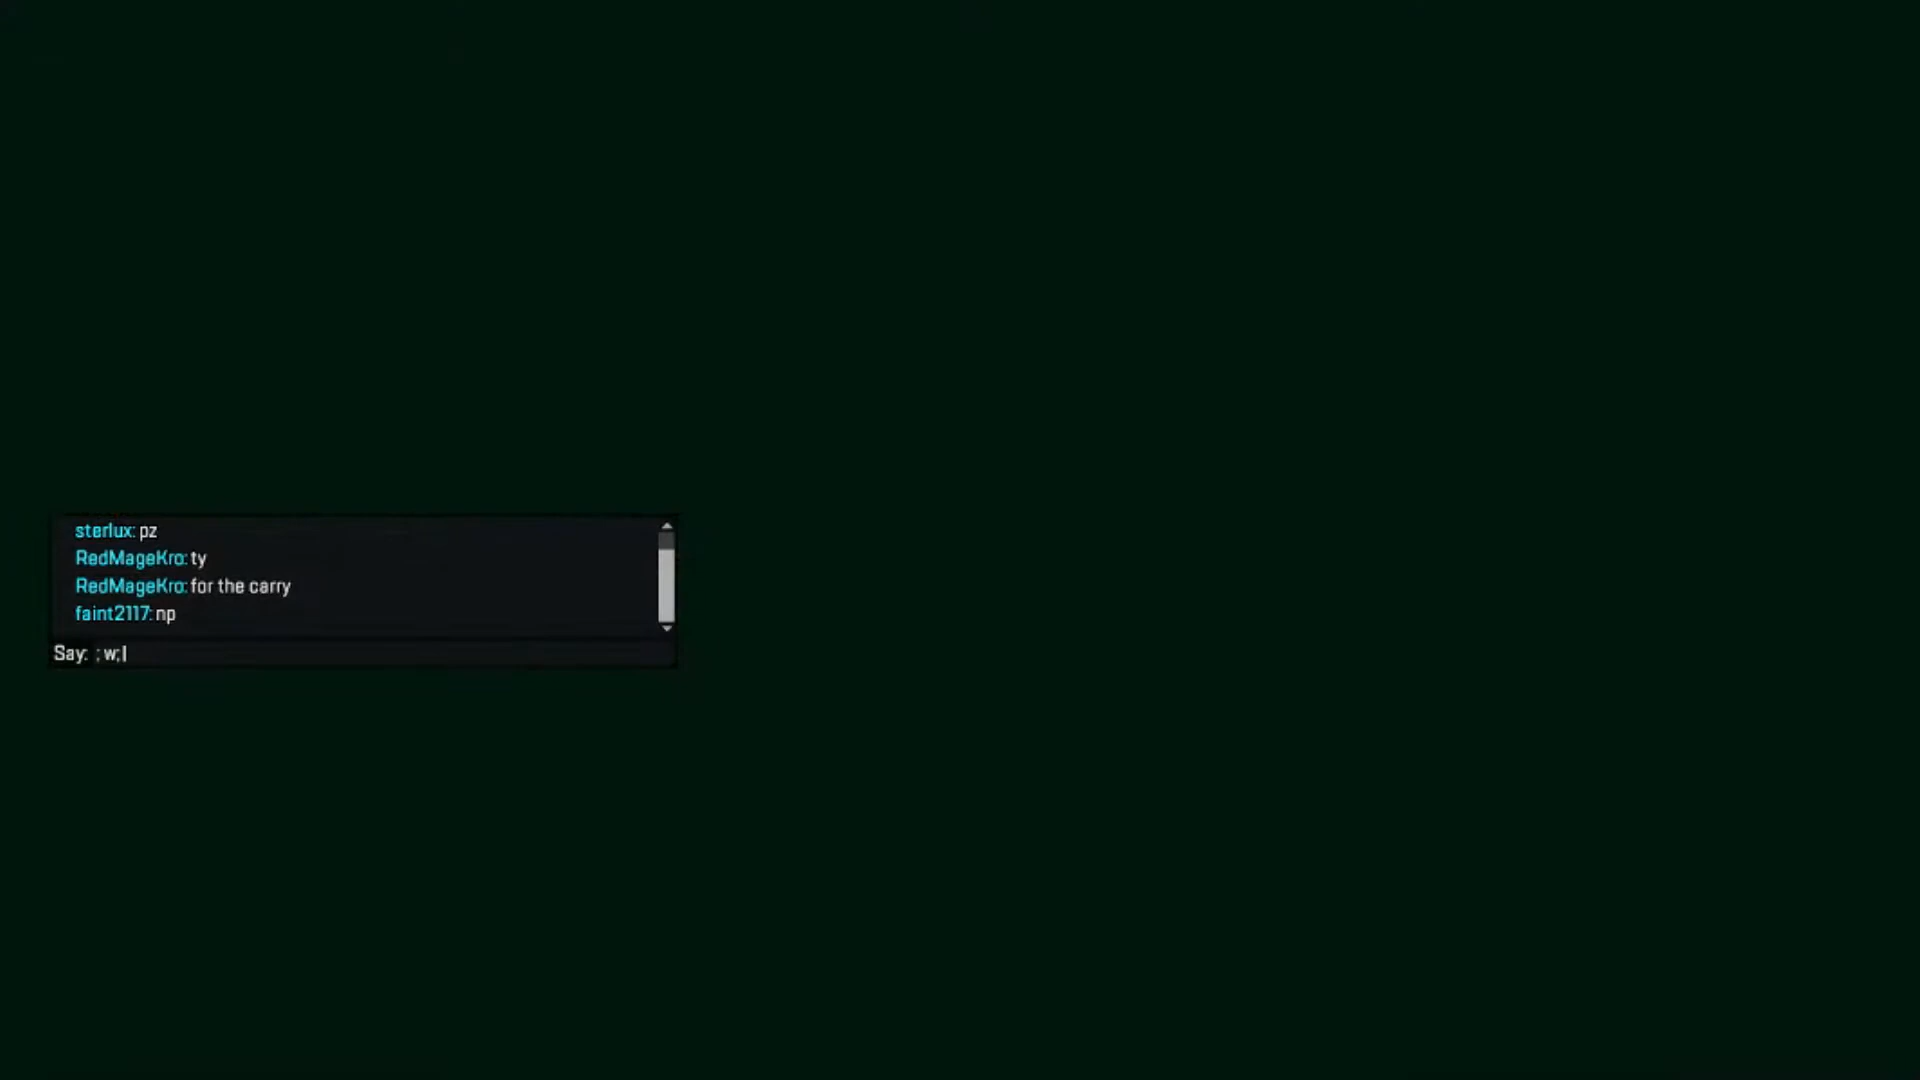 sterlux: pz
RedMageKro: ty
RedMageKro: for the carry
faint2117: np
Say: ;w;